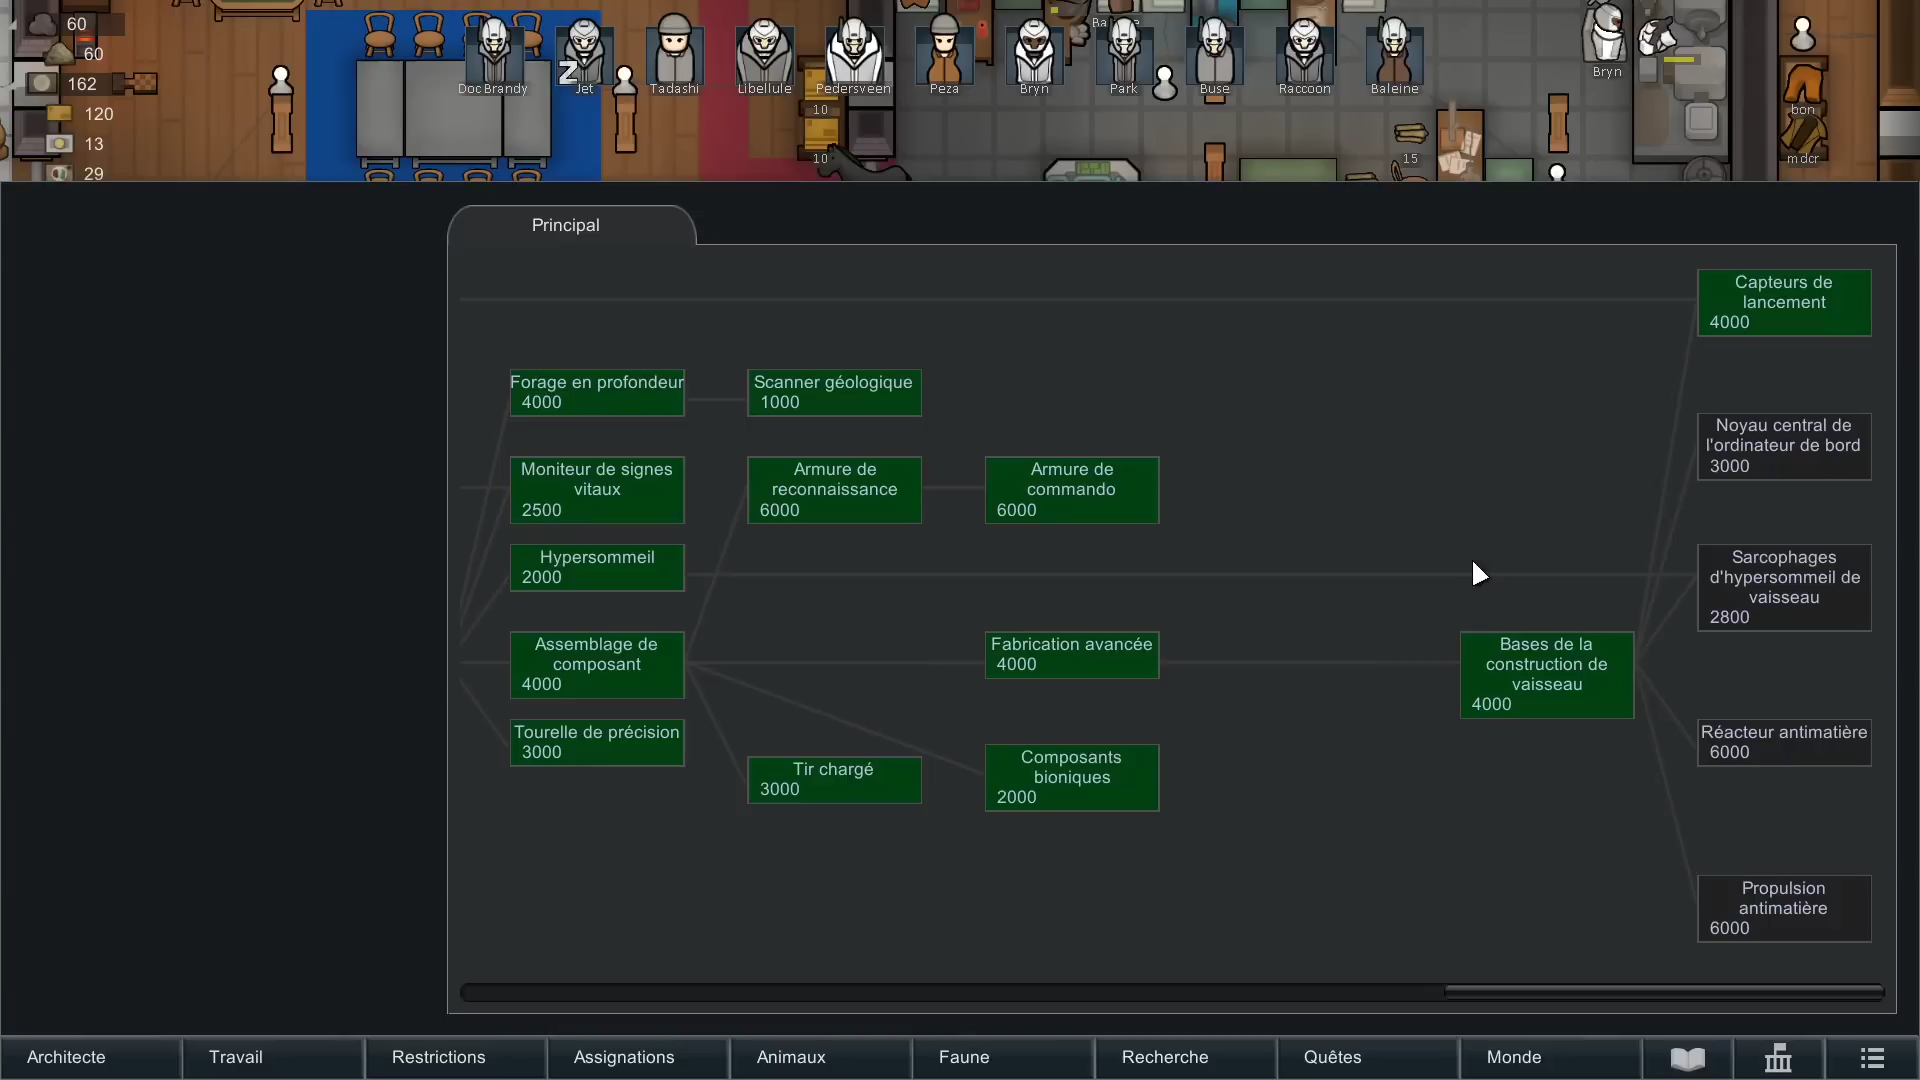 60
60
162
120
13
29
Doc Brandy
Jet
Tadashi
Libellule
Pedersveen
Peza
Bryn
Park
Buse
Raccoon
Baleine
Bryn
10
10
15
bon
mdcr
Principal
Capteurs de
lancement
4000
Forage en profondeur
4000
Scanner géologique
1000
Noyau central de
l'ordinateur de bord
3000
Moniteur de signes
vitaux
2500
Armure de
reconnaissance
6000
Armure de
commando
6000
Hypersommeil
2000
Sarcophages
d'hypersommeil de
vaisseau
2800
Assemblage de
composant
4000
Fabrication avancée
4000
Bases de la
construction de
vaisseau
4000
Tourelle de précision
3000
Réacteur antimatière
6000
Tir chargé
3000
Composants
bioniques
2000
Propulsion
antimatière
6000
Architecte
Travail
Restrictions
Assignations
Animaux
Faune
Recherche
Quêtes
Monde